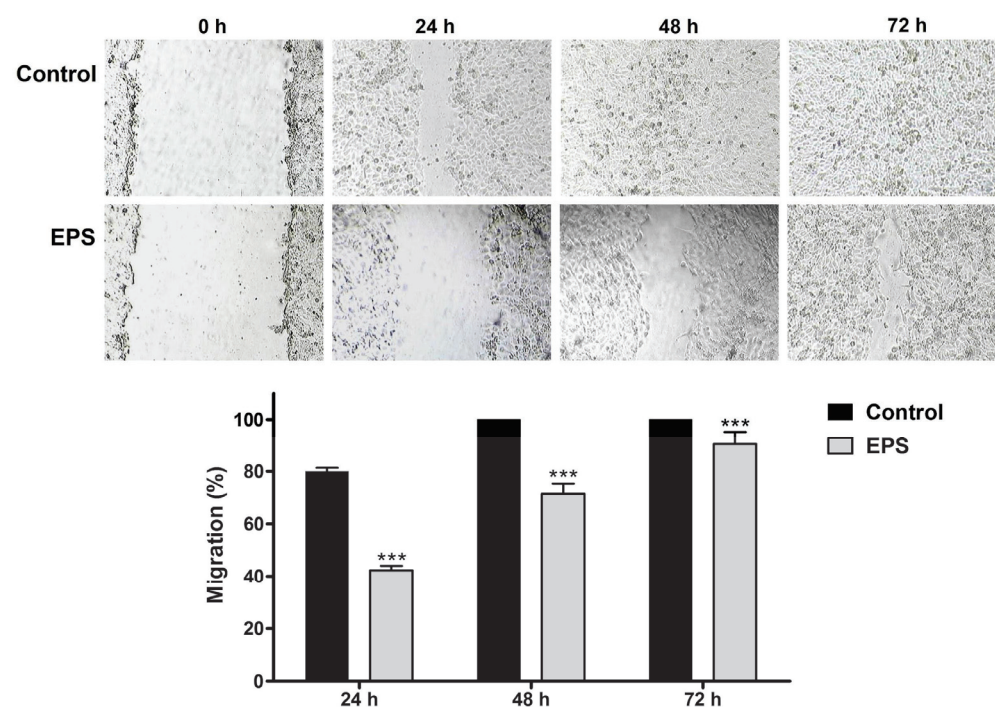 0 h 24 h 48 h 72 h
Control
EPS
Migration (%)
100
80
60
40
20
0
***
***
***
24 h 48 h 72 h
Control
EPS